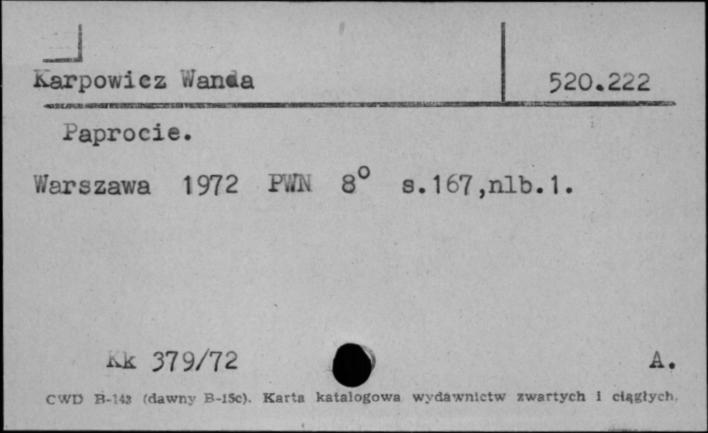 Karpowicz Wanda 520.222
Paprocie.
Warszawa 1972 PWN 8° s.167,nlb.1.
Kk 379/72 A.
CWD B-143 (dawny B-15c). Karta katalogowa wydawnictw zwartych i ciągłych.